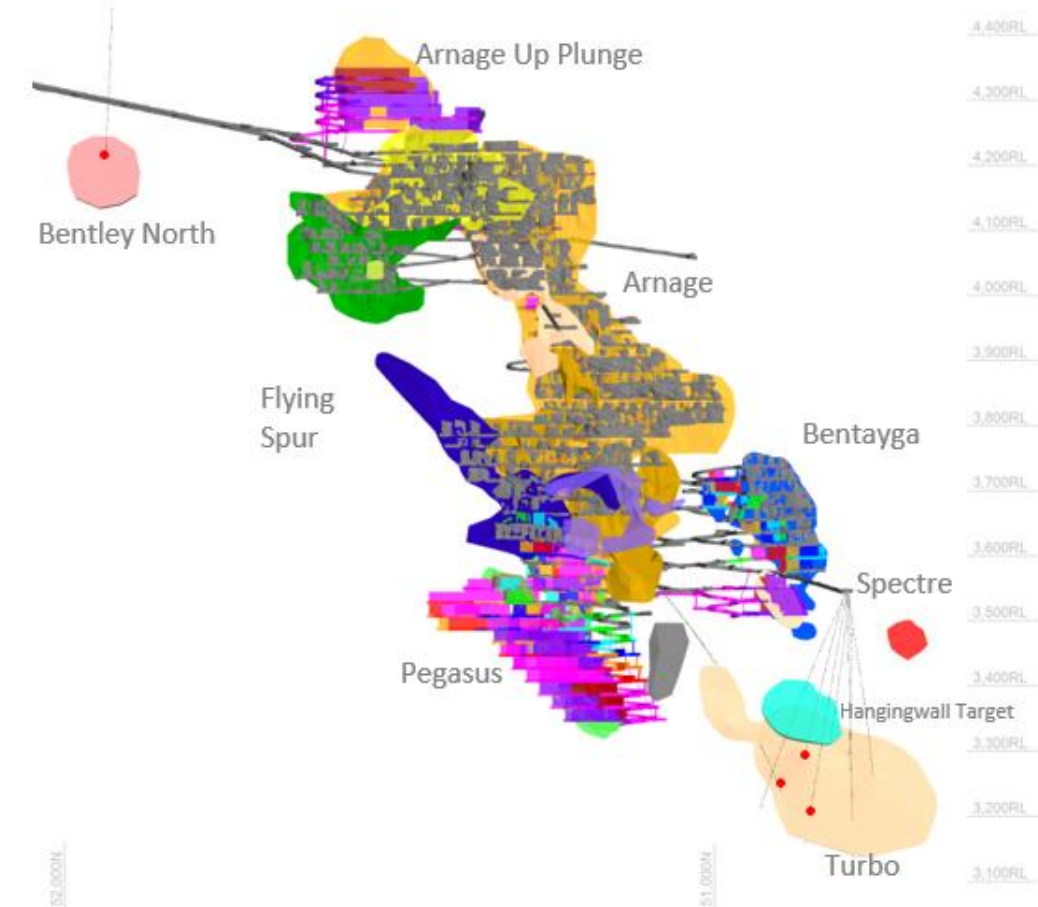 4,400RL
Arnage Up Plunge
4,300RL
4,200RL
Bentley North
4,100RL
Arnage
4,000RL
3,900RL
Flying
Spur
3,800RL
Bentayga
3,700RL
3,600RL
Spectre
3,500RL
Pegasus
3,400RL
Hangingwall Target
3,300RL
3,200RL
Turbo
3,100RL
52,000N
51,000N